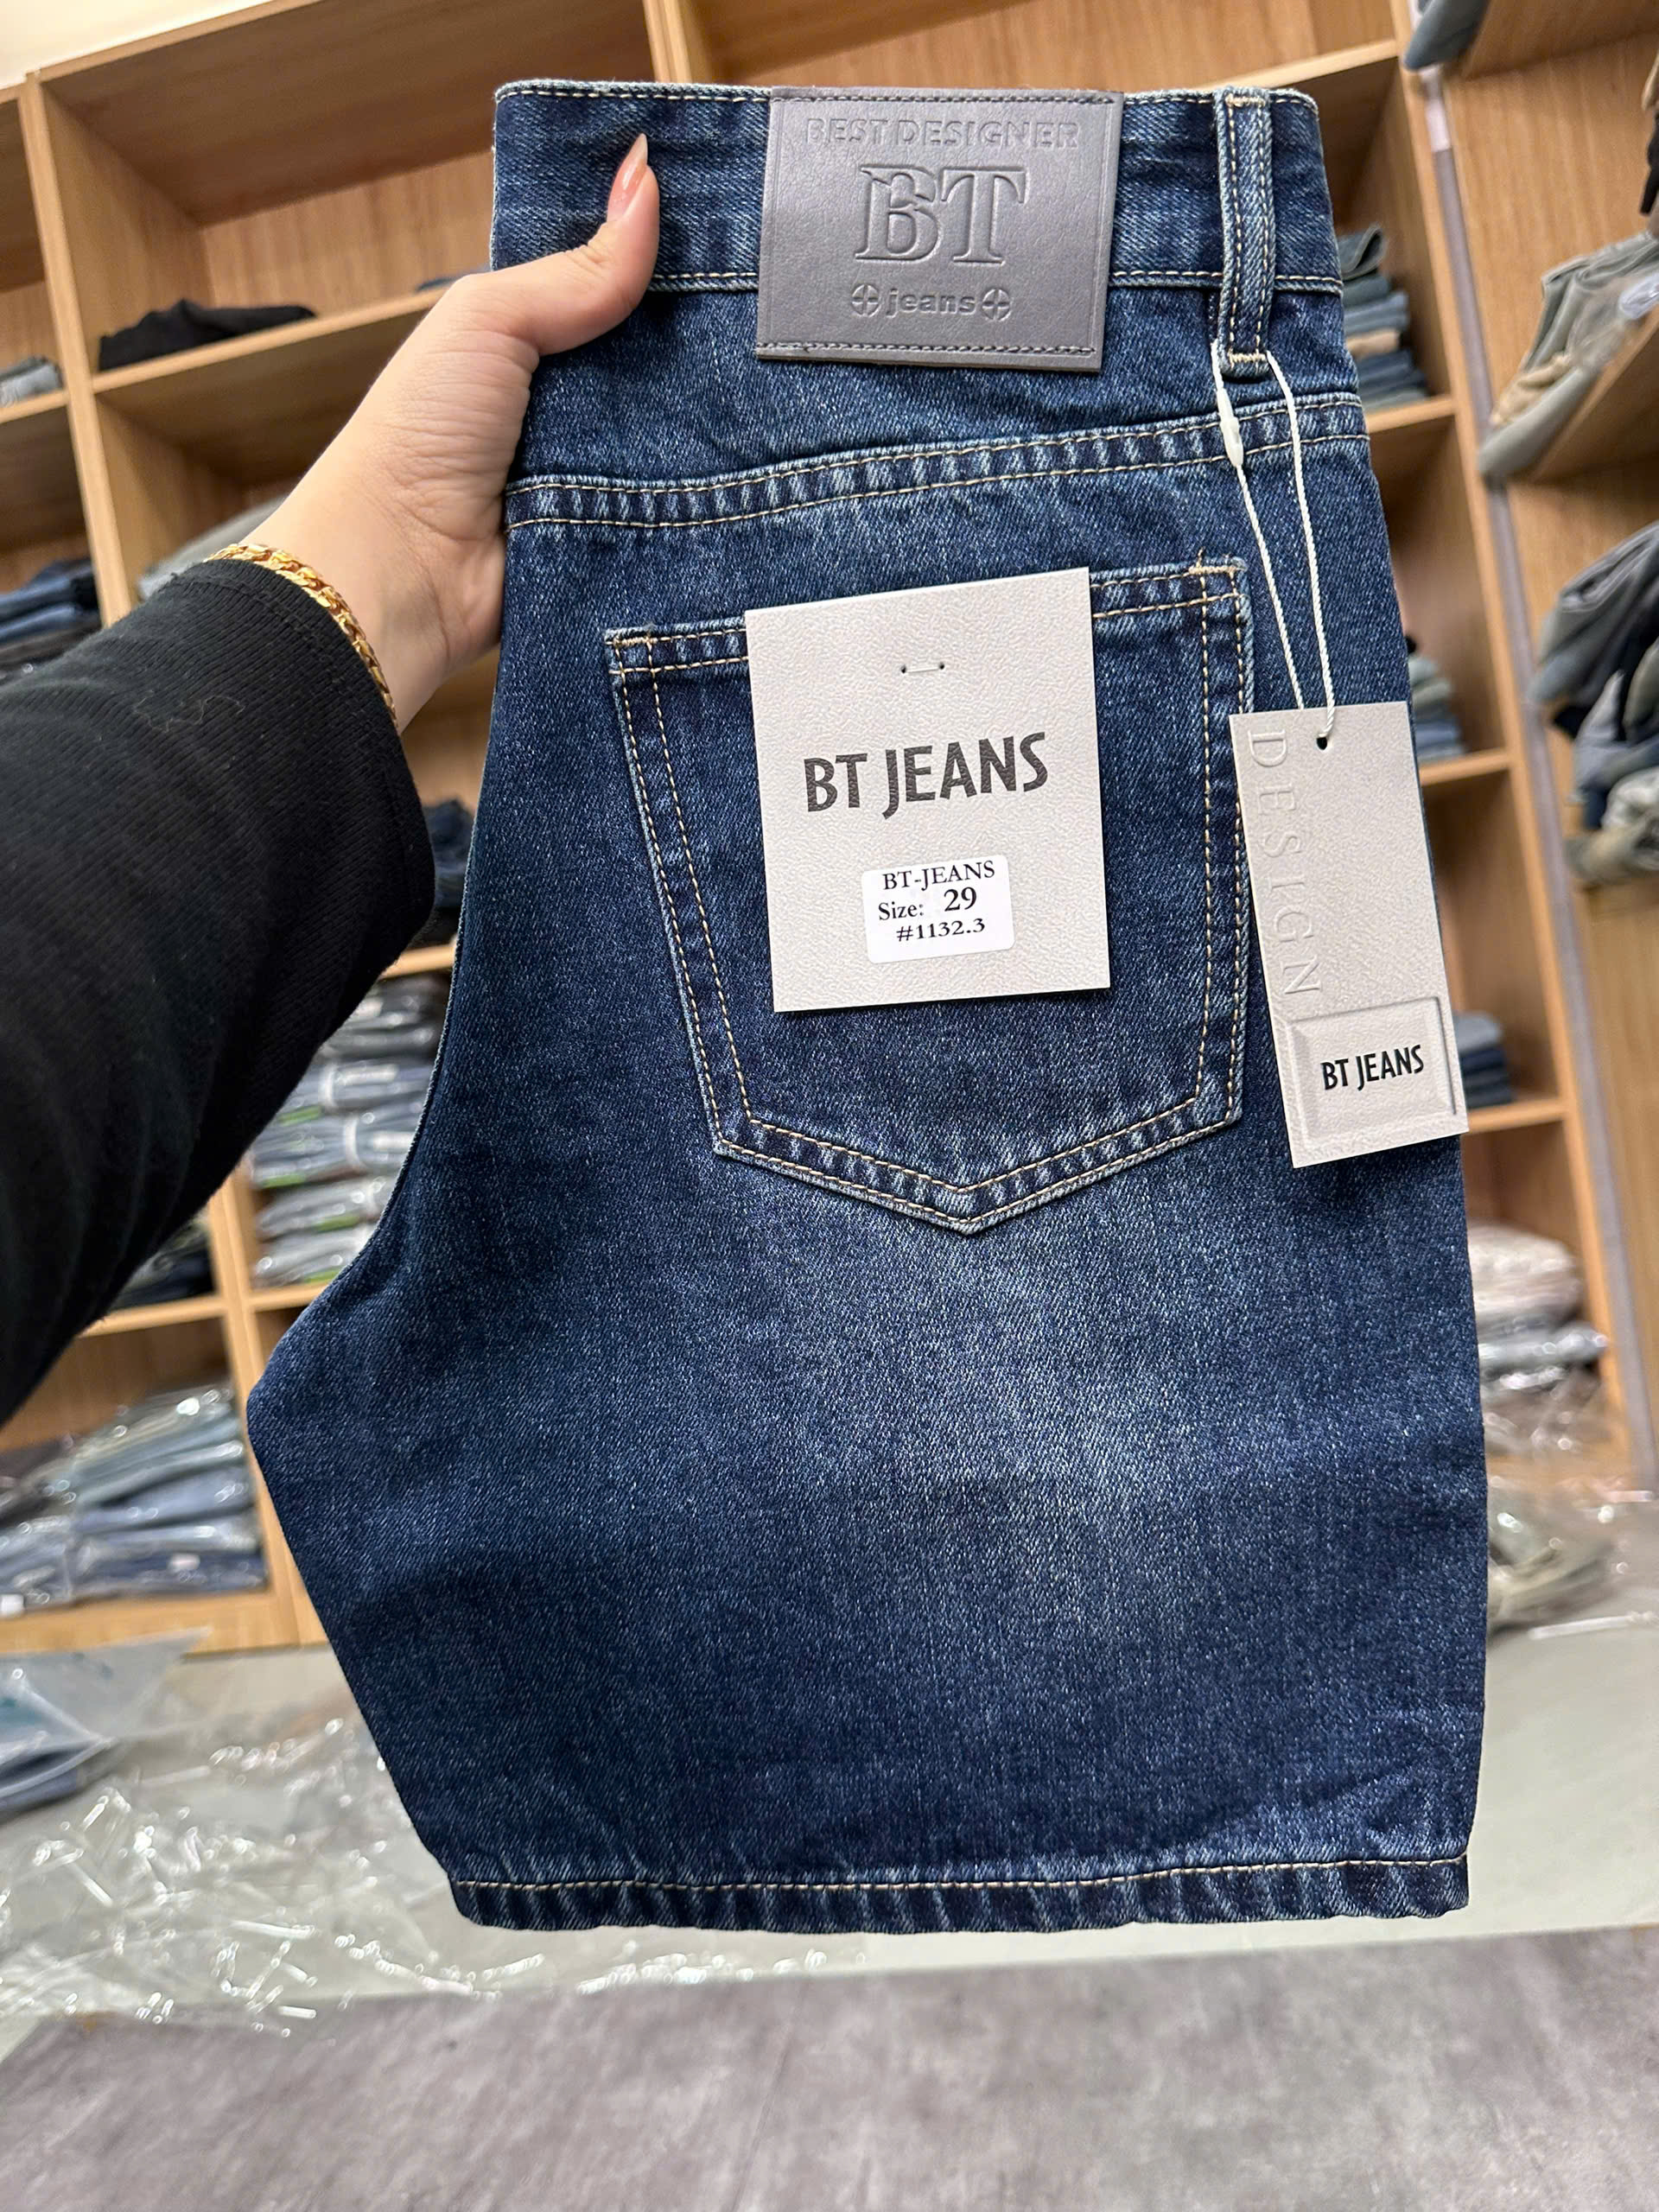 BEST DESIGNER
BT
jeans
BT JEANS
BT-JEANS
Size: 29
#1132.3
DESIGN
BT JEANS